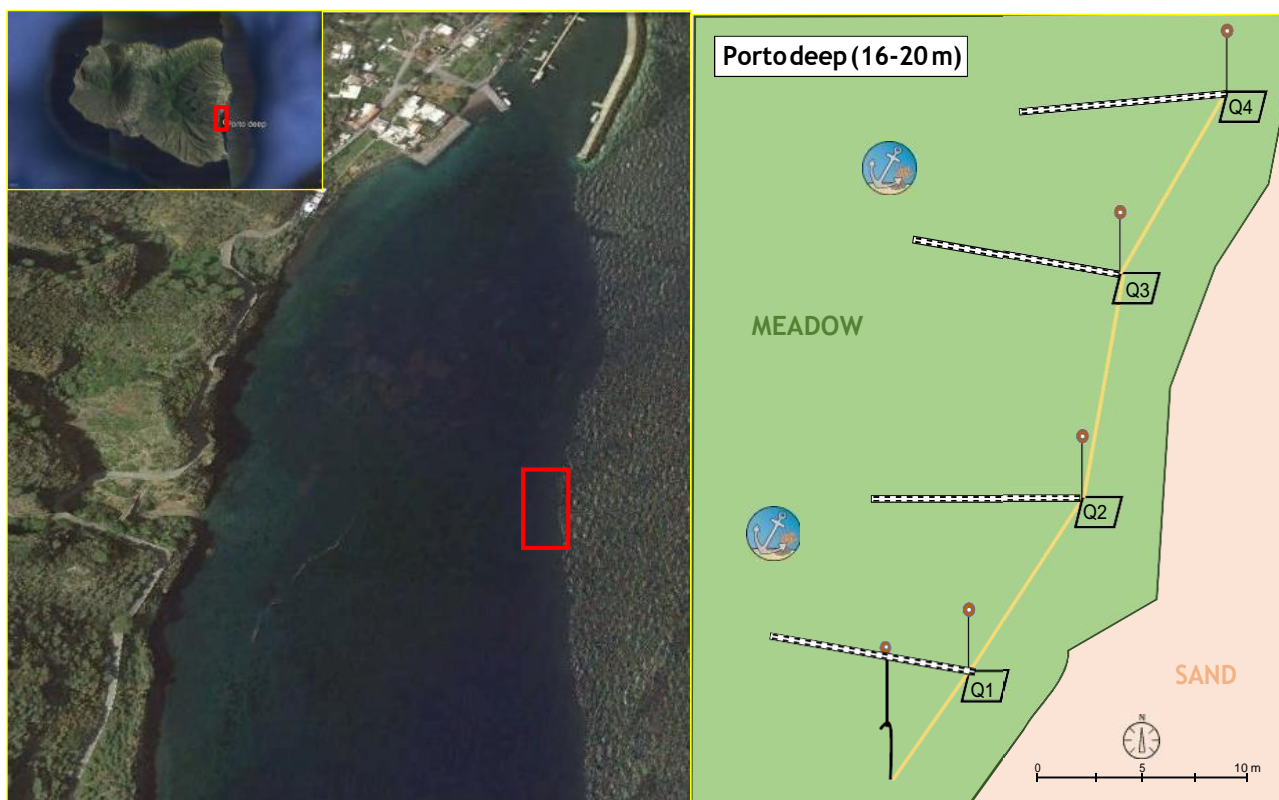 Porto deep
Porto deep (16-20 m)
Q4
Q3
MEADOW
Q2
Q1
SAND
N
0 5 10 m